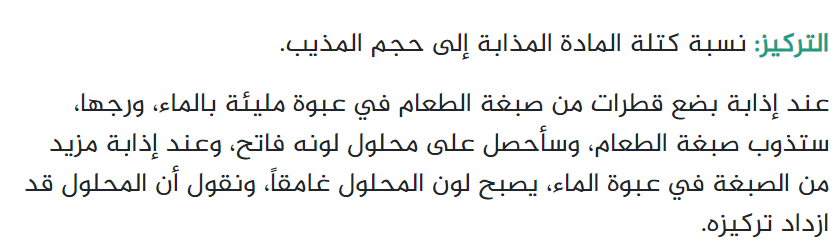 التركيز: نسبة كتلة المادة المذابة إلى حجم المذيب.
عند إذابة بضع قطرات من صبغة الطعام في عبوة مليئة بالماء، ورجها،
ستذوب صبغة الطعام، وسأحصل على محلول لونه فاتح، وعند إذابة مزيد
من الصبغة في عبوة الماء، يصبح لون المحلول غامقاً، ونقول أن المحلول قد
ازداد تركيزه.